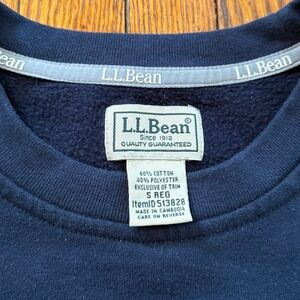 L.L.Bean
L.L.Bean
Bean
L.L.Bean®
Since 1912
QUALITY GUARANTEED
60% COTTON
40% POLYESTER
EXCLUSIVE OF TRIM
S REG
ItemID513828
MADE IN CAMBODIA
CARE ON REVERSE